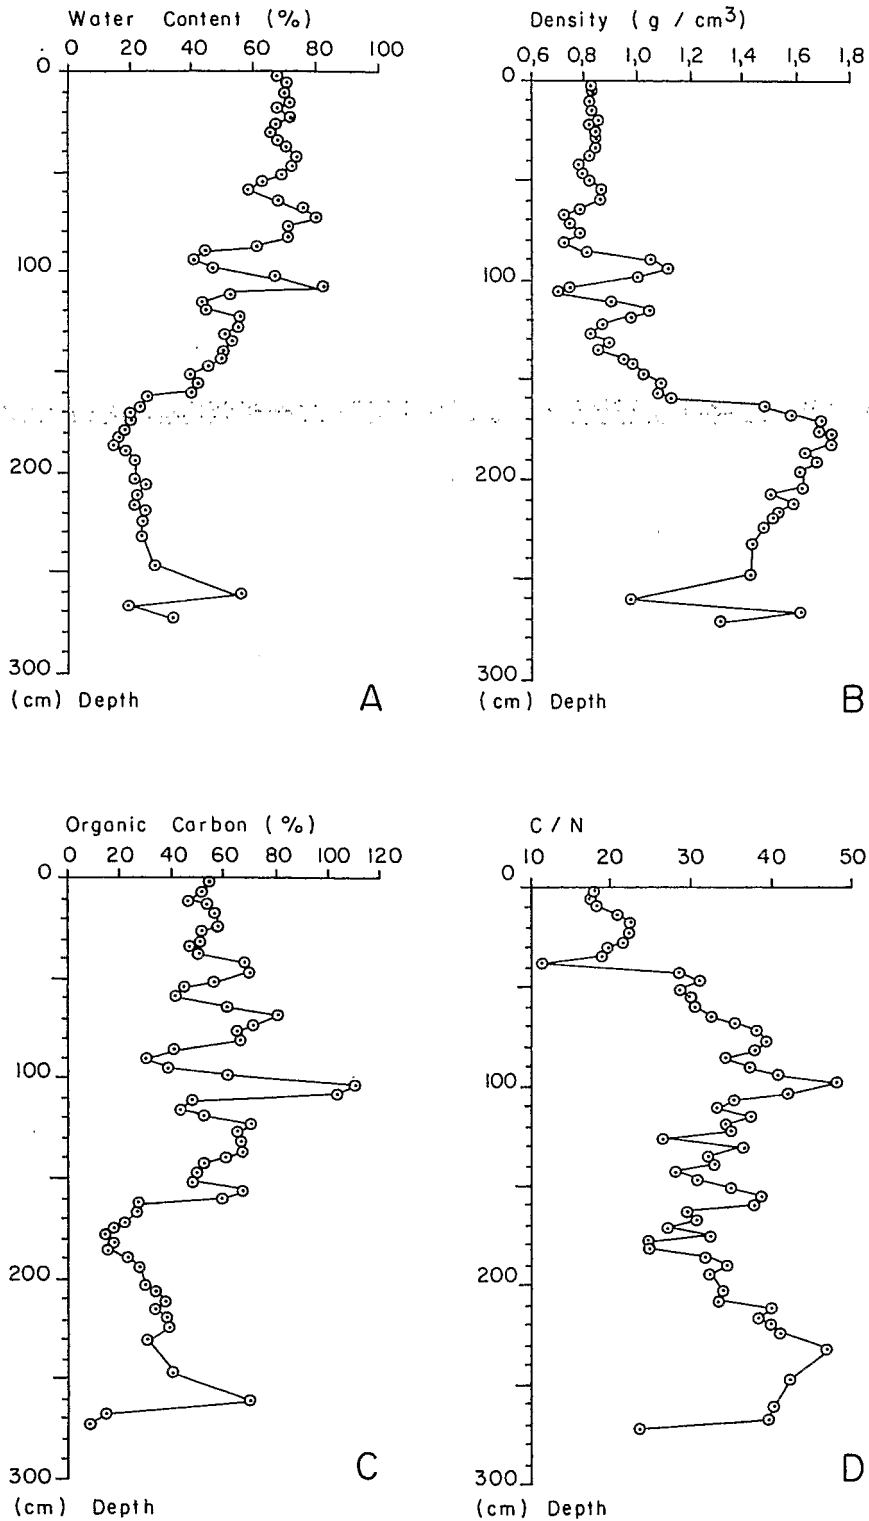 Water Content (%)
0 20 40 60 80 100
0
100
200
300
(cm) Depth
A
Density (g/cm3)
0,6 0,8 1,0 1,2 1,4 1,6 1,8
0
100
200
300
(cm) Depth
B
Organic Carbon (%)
0 20 40 60 80 100 120
0
100
200
300
(cm) Depth
C
C/N
10 20 30 40 50
0
100
200
300
(cm) Depth
D